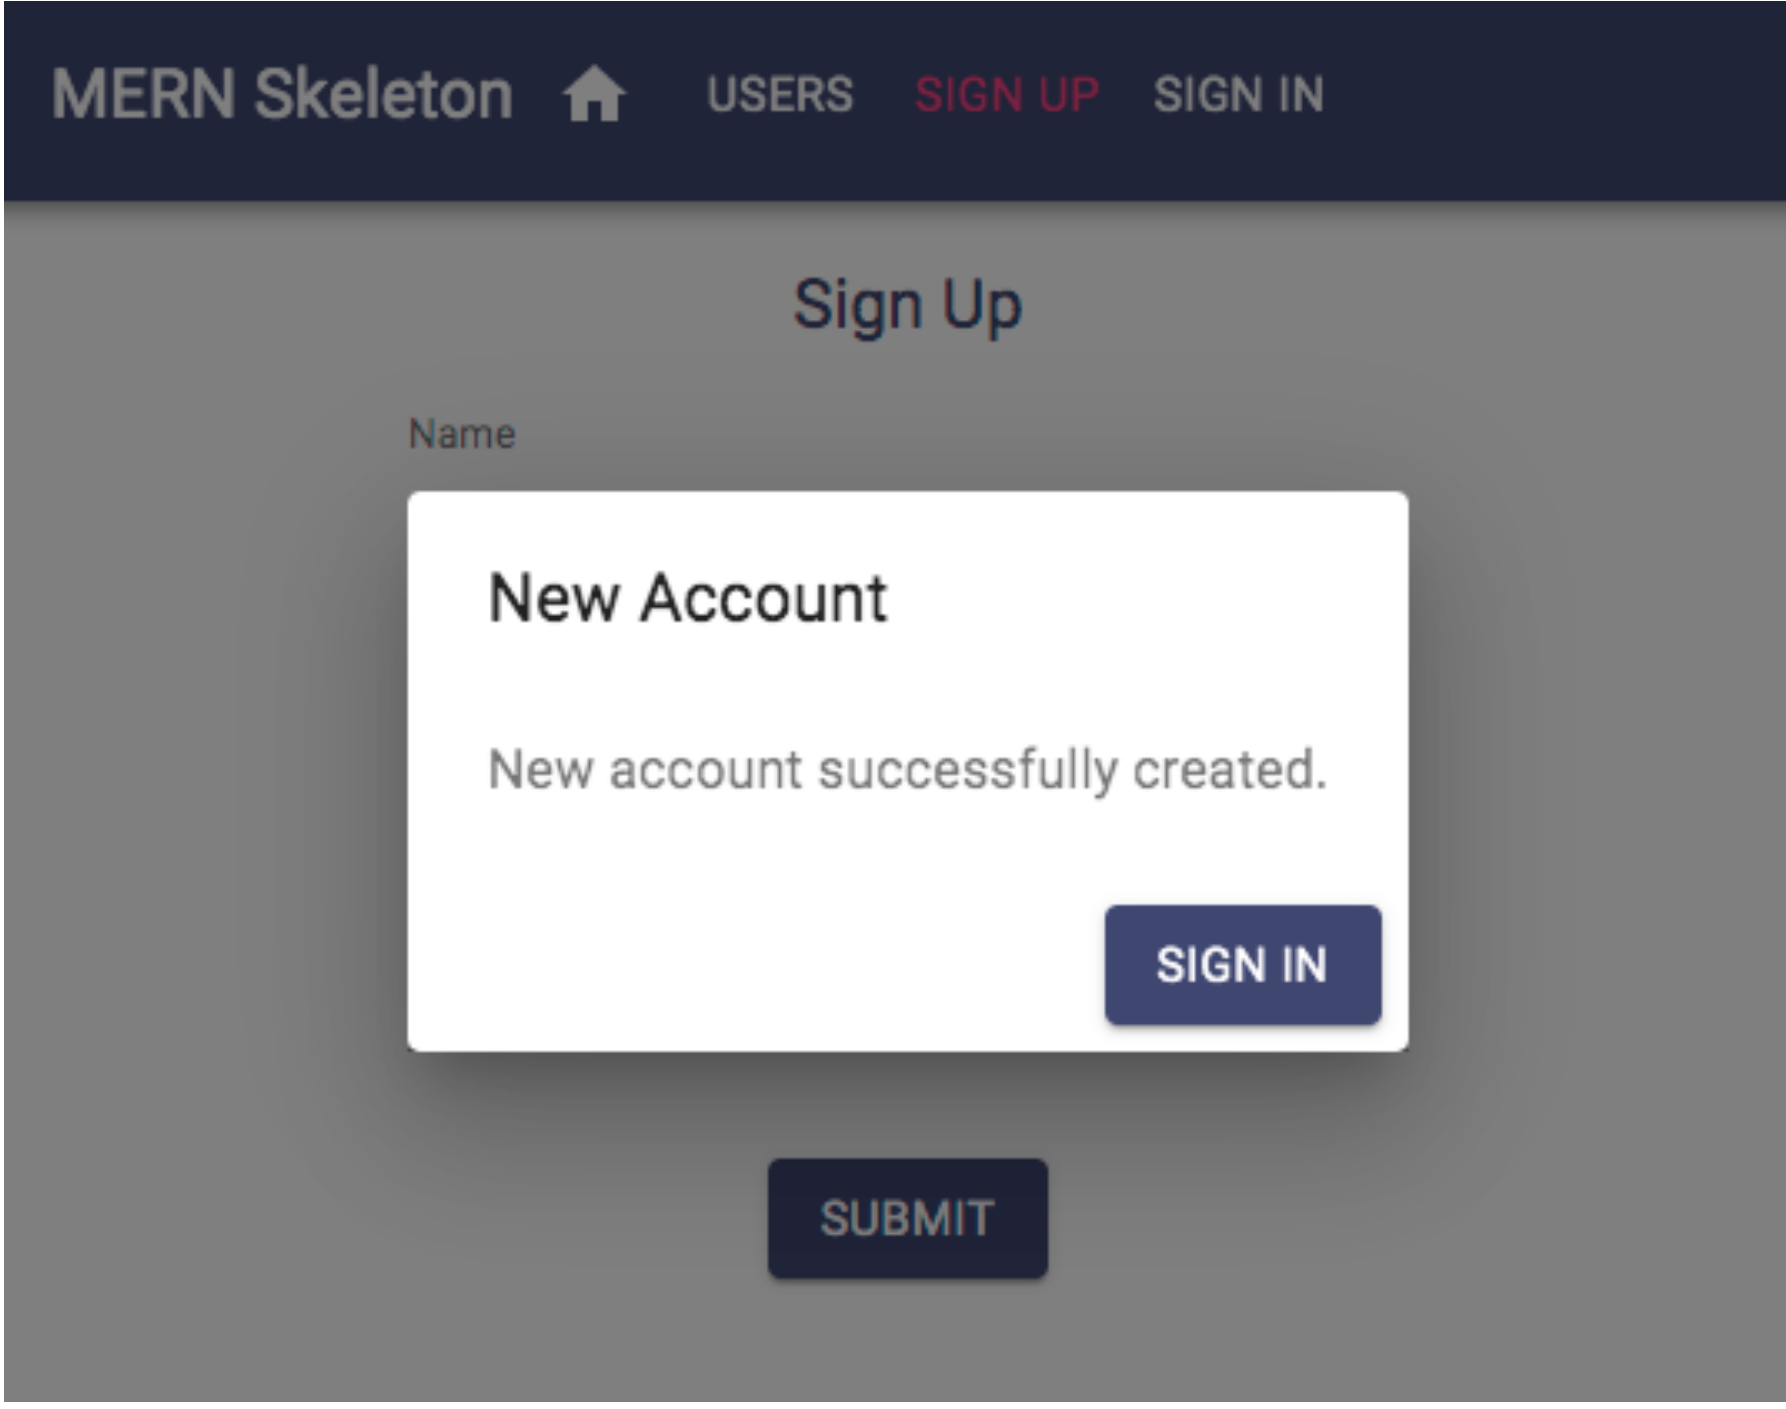 MERN Skeleton USERS SIGN UP SIGN IN
Sign Up
Name
New Account
New account successfully created.
SIGN IN
SUBMIT